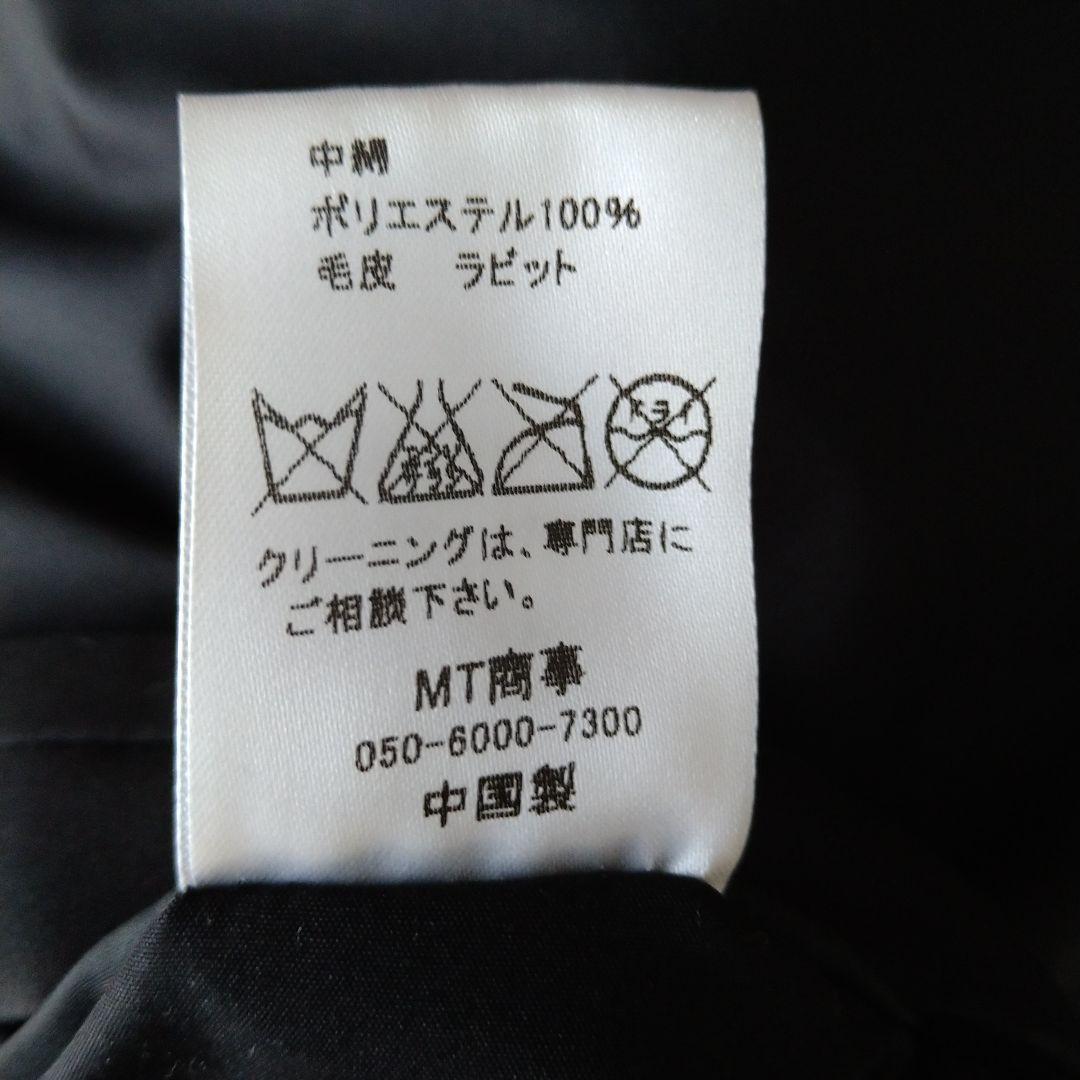 中綿
ポリエステル100%
毛皮 ラビット
ドライ
クリーニングは、専門店に
ご相談下さい。
MT商事
050-6000-7300
中国製